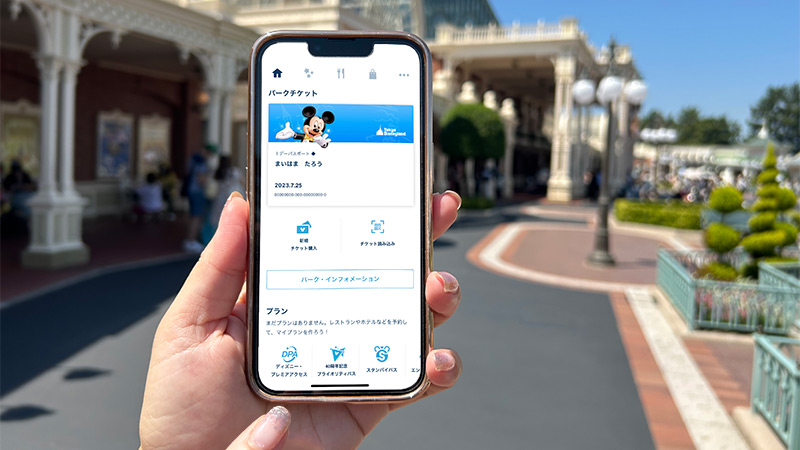 パークチケット
Tokyo
Disneyland
1デーパスポート ◆
まいはま　たろう
2023.7.25
新規
チケット購入
チケット読み込み
パーク・インフォメーション
プラン
まだプランはありません。レストランやホテルなどを予約し
て、マイプランを作ろう！
DPA
ディズニー・
プレミアアクセス
40周年記念
プライオリティパス
スタンバイパス
エン